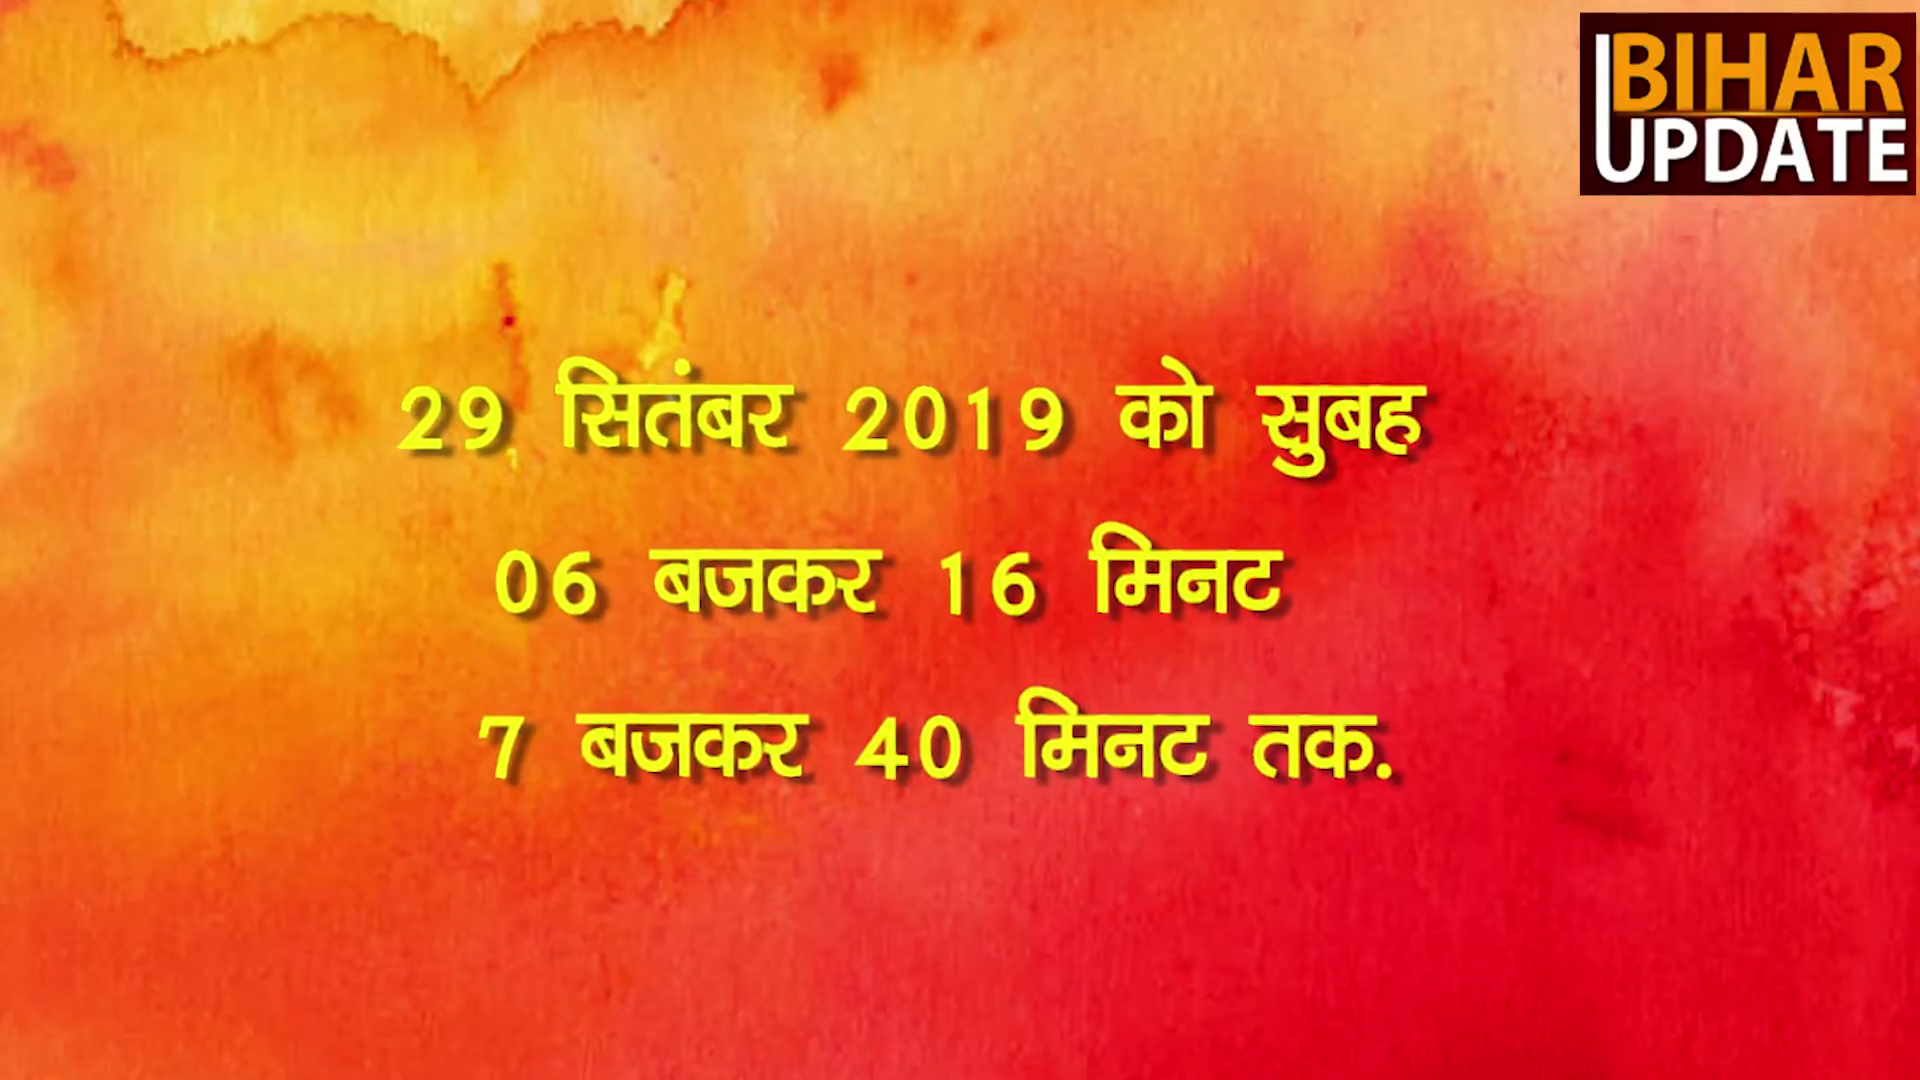 BIHAR
UPDATE
29 सितंबर 2019 को सुबह
06 बजकर 16 मिनट
7 बजकर 40 मिनट तक.